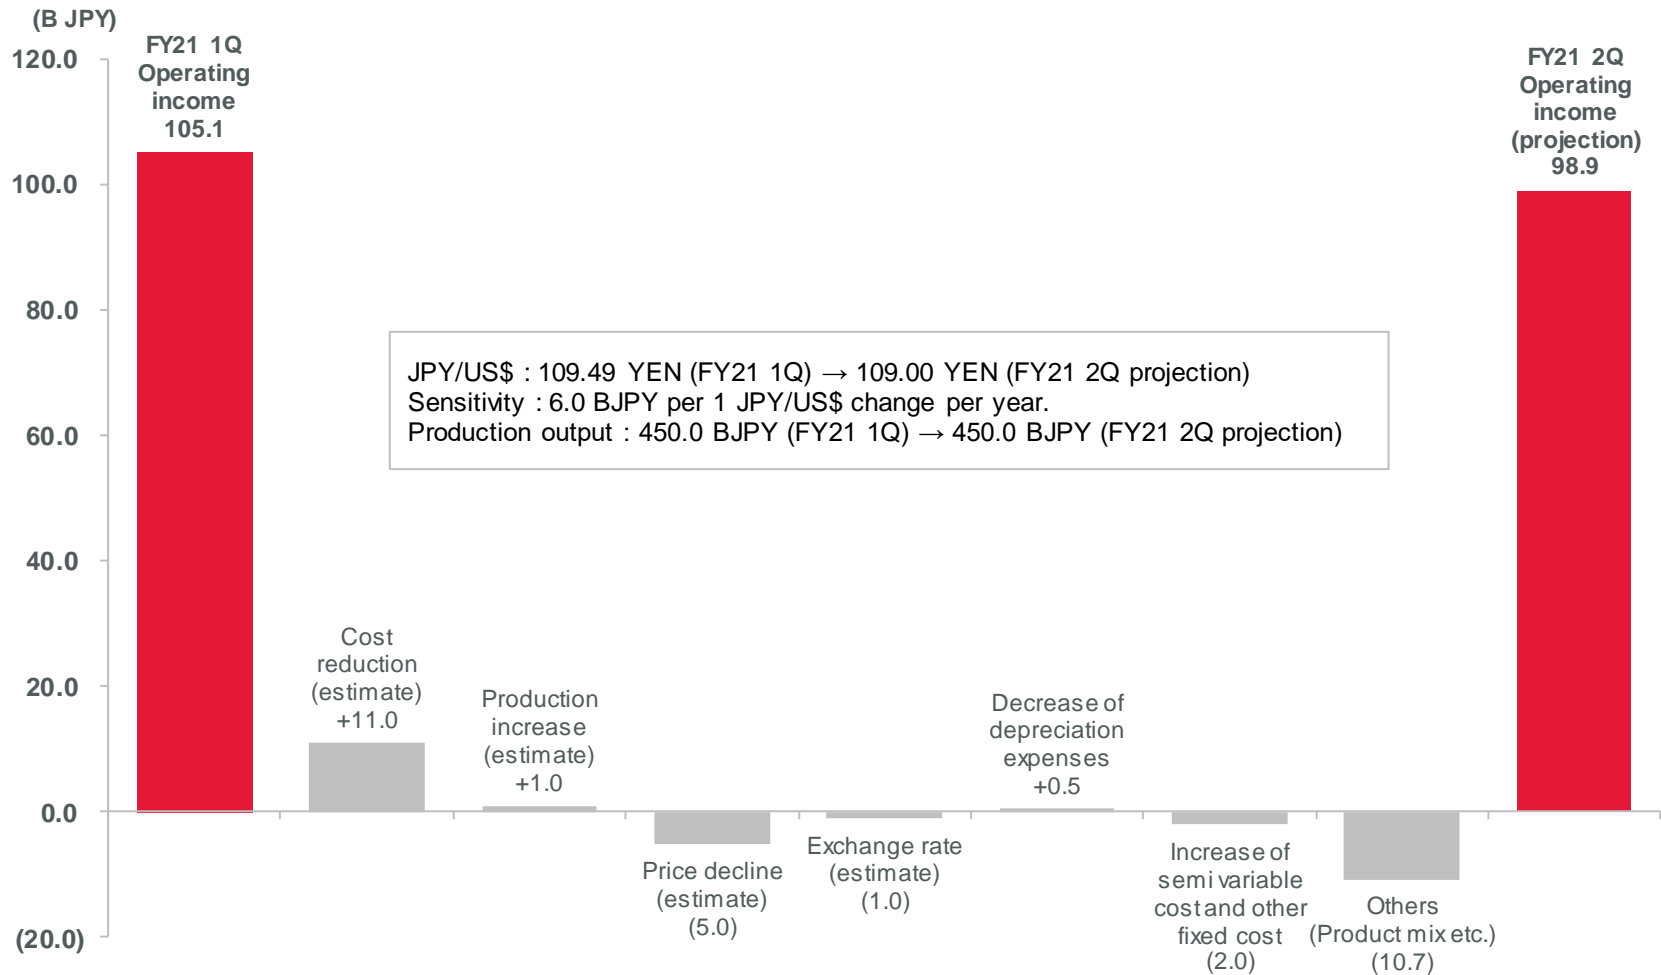 (B JPY)
120.0
100.0
80.0
60.0
40.0
20.0
0.0
(20.0)
FY21 1Q
Operating
income
105.1
Cost
reduction
(estimate)
+11.0
Production
increase
(estimate)
+1.0
Price decline
(estimate)
(5.0)
Exchange rate
(estimate)
(1.0)
Decrease of
depreciation
expenses
+0.5
Increase of
semi variable
cost and other
fixed cost
(2.0)
Others
(Product mix etc.)
(10.7)
FY21 2Q
Operating
income
(projection)
98.9
JPY/US$ : 109.49 YEN (FY21 1Q) → 109.00 YEN (FY21 2Q projection)
Sensitivity : 6.0 BJPY per 1 JPY/US$ change per year.
Production output : 450.0 BJPY (FY21 1Q) → 450.0 BJPY (FY21 2Q projection)